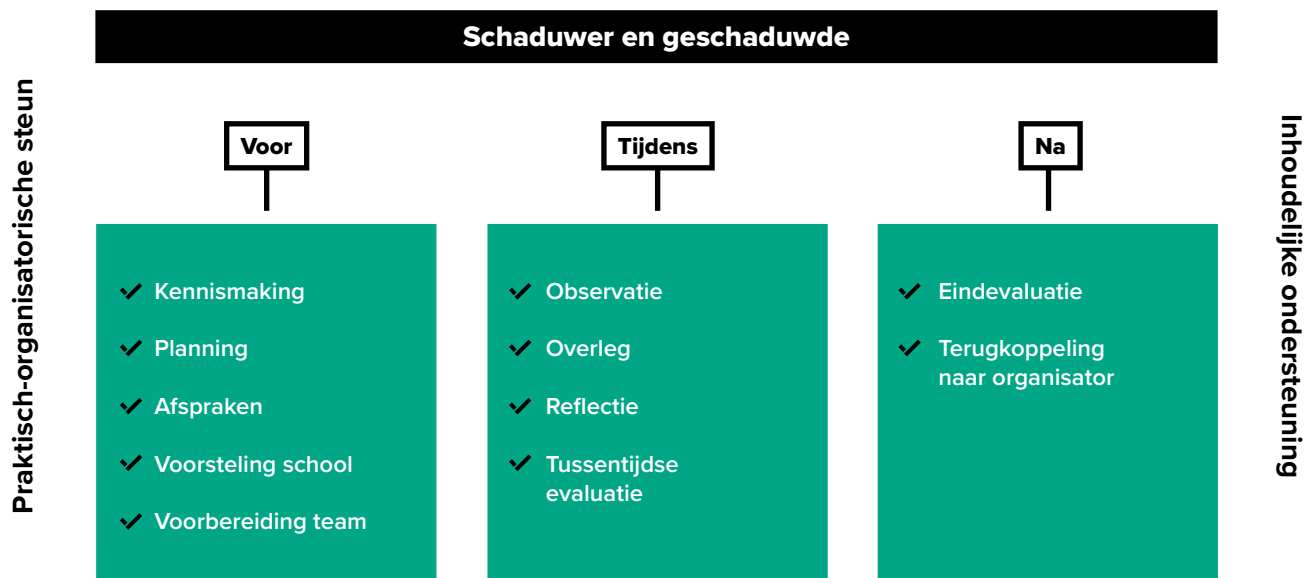 Schaduwer en geschaduwde
Praktisch-organisatorische steun
Voor
Kennismaking
Planning
Afspraken
Voorsteling school
Voorbereiding team
Tijdens
Observatie
Overleg
Reflectie
Tussentijdse
evaluatie
Na
Eindevaluatie
Terugkoppeling
naar organisator
Inhoudelijke ondersteuning